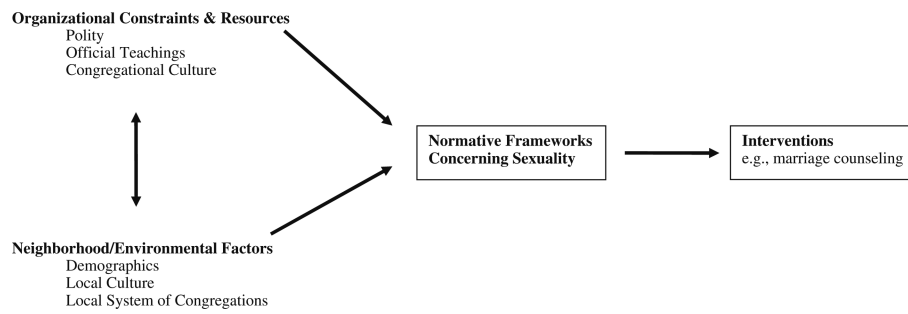 Organizational Constraints & Resources
Polity
Official Teachings
Congregational Culture
Normative Frameworks
Concerning Sexuality
Interventions
e.g., marriage counseling
Neighborhood/Environmental Factors
Demographics
Local Culture
Local System of Congregations